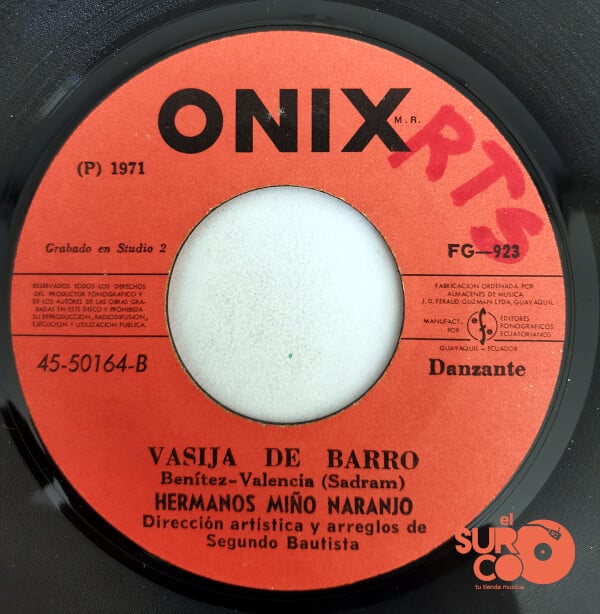 ONIX
M.R.
RTS
(P) 1971
Grabado en Studio 2
FG—923
RESERVADOS TODOS LOS DERECHOS
DEL PRODUCTOR FONOGRAFICO Y
DE LOS AUTORES DE LAS OBRAS GRA-
BADAS EN ESTE DISCO Y PROHIBIDA
SU REPRODUCCION, RADIODIFUSION,
EJECUCION Y UTILIZACION PUBLICA.
FABRICACION ORDENADA POR
ALMACENES DE MUSICA
J. D. FERAUD GUZMAN LTDA. GUAYAQUIL
MANUFACT.
POR
efe
EDITORES
FONOGRAFICOS
ECUATORIANOS
GUAYAQUIL — ECUADOR
45-50164-B
Danzante
VASIJA DE BARRO
Benítez-Valencia (Sadram)
HERMANOS MIÑO NARANJO
Dirección artística y arreglos de
Segundo Bautista
el
SURCO
tu tienda musical